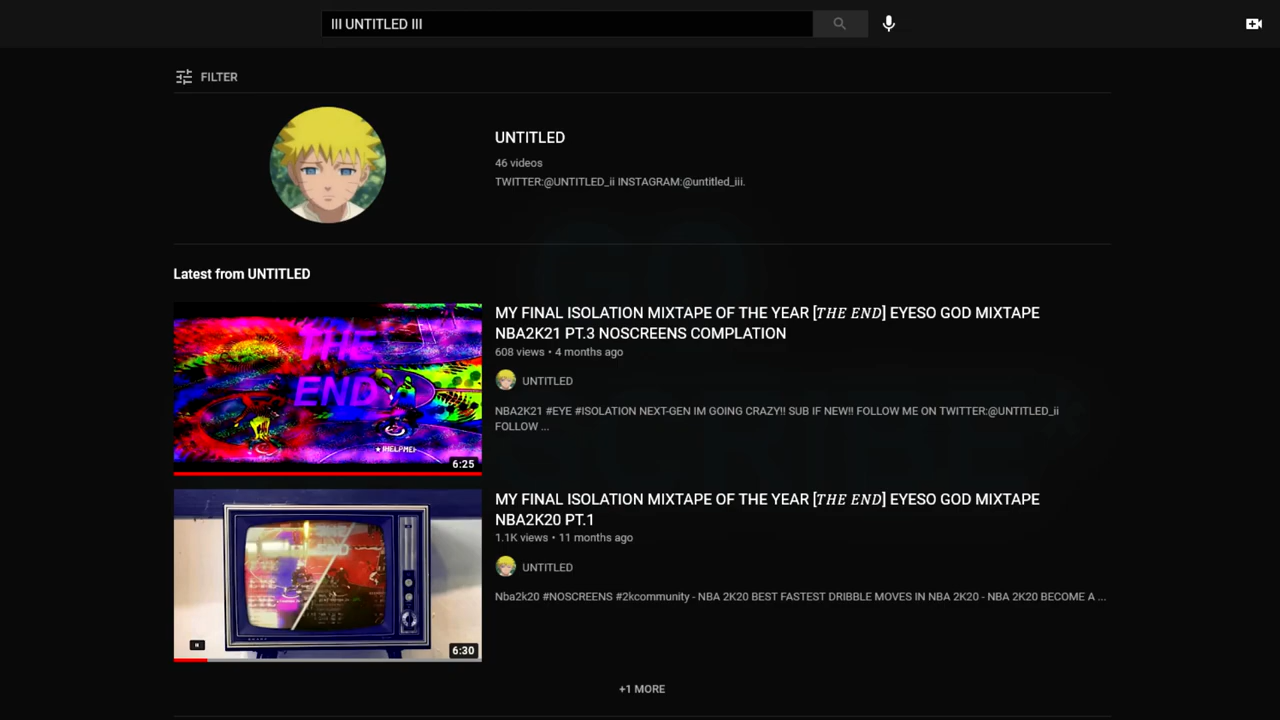 III UNTITLED III
FILTER
UNTITLED
46 videos
TWITTER:@UNTITLED_ii INSTAGRAM:@untitled_iii.
Latest from UNTITLED
THE
END
6:25
MY FINAL ISOLATION MIXTAPE OF THE YEAR [𝑇𝐻𝐸 𝐸𝑁𝐷] EYESO GOD MIXTAPE
NBA2K21 PT.3 NOSCREENS COMPLATION
608 views • 4 months ago
UNTITLED
NBA2K21 #EYE #ISOLATION NEXT-GEN IM GOING CRAZY!! SUB IF NEW!! FOLLOW ME ON TWITTER:@UNTITLED_ii
FOLLOW ...
6:30
MY FINAL ISOLATION MIXTAPE OF THE YEAR [𝑇𝐻𝐸 𝐸𝑁𝐷] EYESO GOD MIXTAPE
NBA2K20 PT.1
1.1K views • 11 months ago
UNTITLED
Nba2k20 #NOSCREENS #2kcommunity - NBA 2K20 BEST FASTEST DRIBBLE MOVES IN NBA 2K20 - NBA 2K20 BECOME A ...
+1 MORE